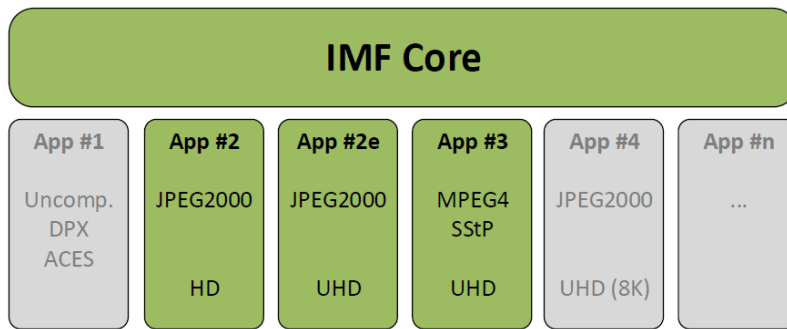 IMF Core
App #1
Uncomp.
DPX
ACES
App #2
JPEG2000
HD
App #2e
JPEG2000
UHD
App #3
MPEG4
SStP
UHD
App #4
JPEG2000
UHD (8K)
App #n
...